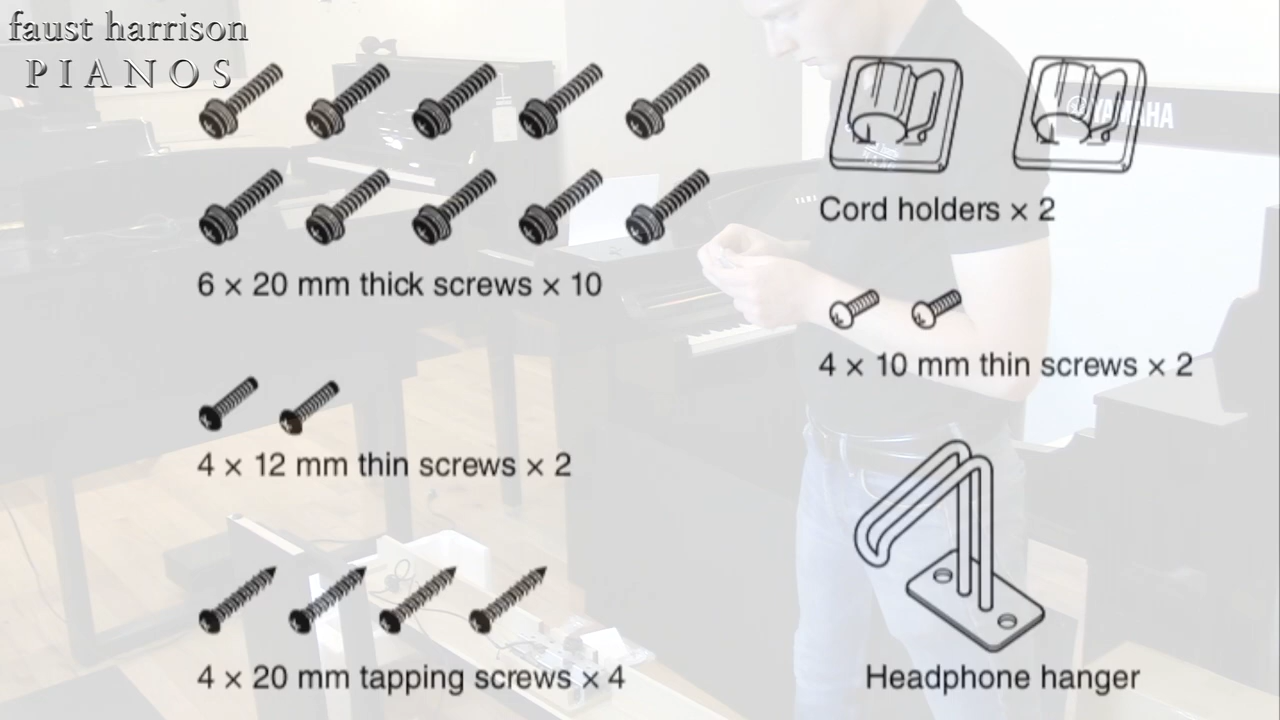 faust harrison
PIANOS
YAMAHA
6 × 20 mm thick screws × 10
Cord holders × 2
4 × 12 mm thin screws × 2
4 × 10 mm thin screws × 2
4 × 20 mm tapping screws × 4
Headphone hanger